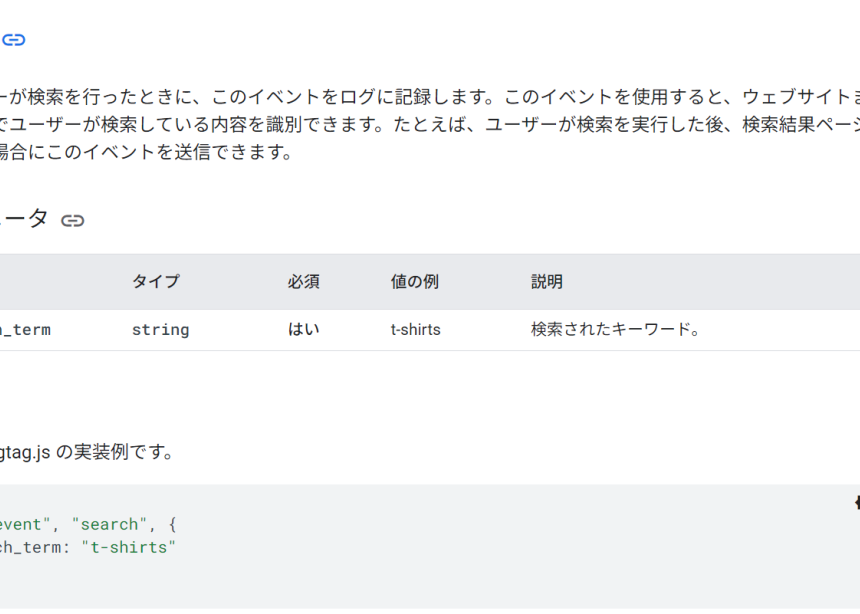 ーが検索を行ったときに、このイベントをログに記録します。このイベントを使用すると、ウェブサイトま
でユーザーが検索している内容を識別できます。たとえば、ユーザーが検索を実行した後、検索結果ページ
場合にこのイベントを送信できます。
ータ
タイプ 必須 値の例 説明
_term string はい t-shirts 検索されたキーワード。
gtag.js の実装例です。
event", "search", {
ch_term: "t-shirts"